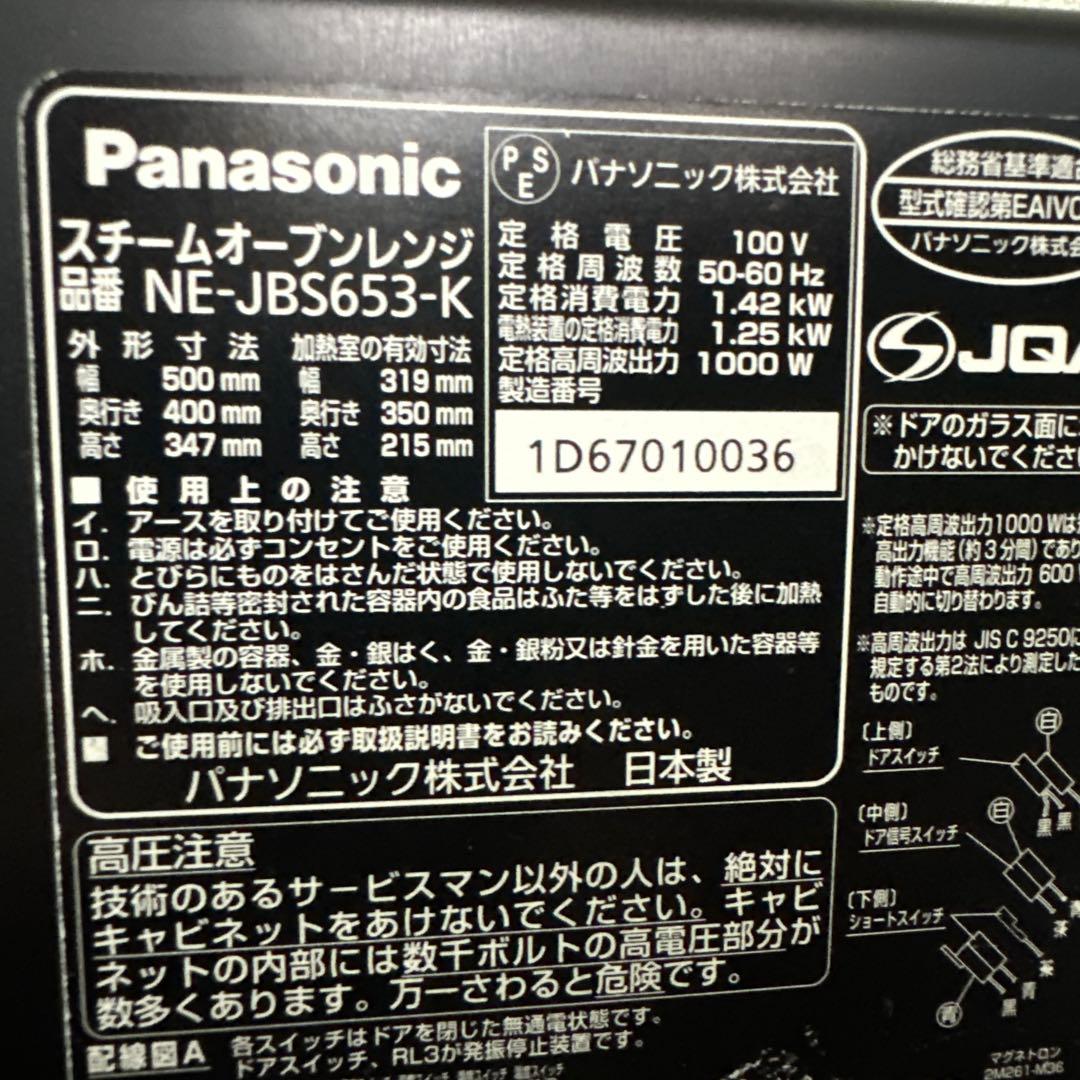 Panasonic
スチームオーブンレンジ
品番 NE-JBS653-K
外形寸法 加熱室の有効寸法
幅 500 mm 幅 319 mm
奥行き 400 mm 奥行き 350 mm
高さ 347 mm 高さ 215 mm
PSE パナソニック株式会社
定格電圧 100 V
定格周波数 50-60 Hz
定格消費電力 1.42 kW
電熱装置の定格消費電力 1.25 kW
定格高周波出力 1000 W
製造番号
1D67010036
■ 使用上の注意
イ. アースを取り付けてご使用ください。
ロ. 電源は必ずコンセントをご使用ください。
ハ. とびらにものをはさんだ状態で使用しないでください。
ニ. びん詰等密封された容器内の食品はふた等をはずした後に加熱
してください。
ホ. 金属製の容器、金・銀はく、金・銀粉又は針金を用いた容器等
を使用しないでください。
ヘ. 吸入口及び排出口はふさがないでください。
■ ご使用前には必ず取扱説明書をお読みください。
パナソニック株式会社 日本製
高圧注意
技術のあるサービスマン以外の人は、絶対に
キャビネットをあけないでください。キャビ
ネットの内部には数千ボルトの高電圧部分が
数多くあります。万一さわると危険です。
配線図A
各スイッチはドアを閉じた無通電状態です。
ドアスイッチ、RL3が発振停止装置です。
総務省基準適合
型式確認第EAIVC
パナソニック株式会
JQA
※ドアのガラス面に
かけないでくださ
※定格高周波出力1000 Wは
高出力機能(約3分間)であり
動作途中で高周波出力 600
自動的に切り替わります。
※高周波出力は JIS C 9250に
規定する第2法により測定した
ものです。
〔上側〕
ドアスイッチ
白
黒
黒
〔中側〕
ドア信号スイッチ
白
青
茶
〔下側〕
ショートスイッチ
茶
青
黒
青
マグネトロン
2M261-M36